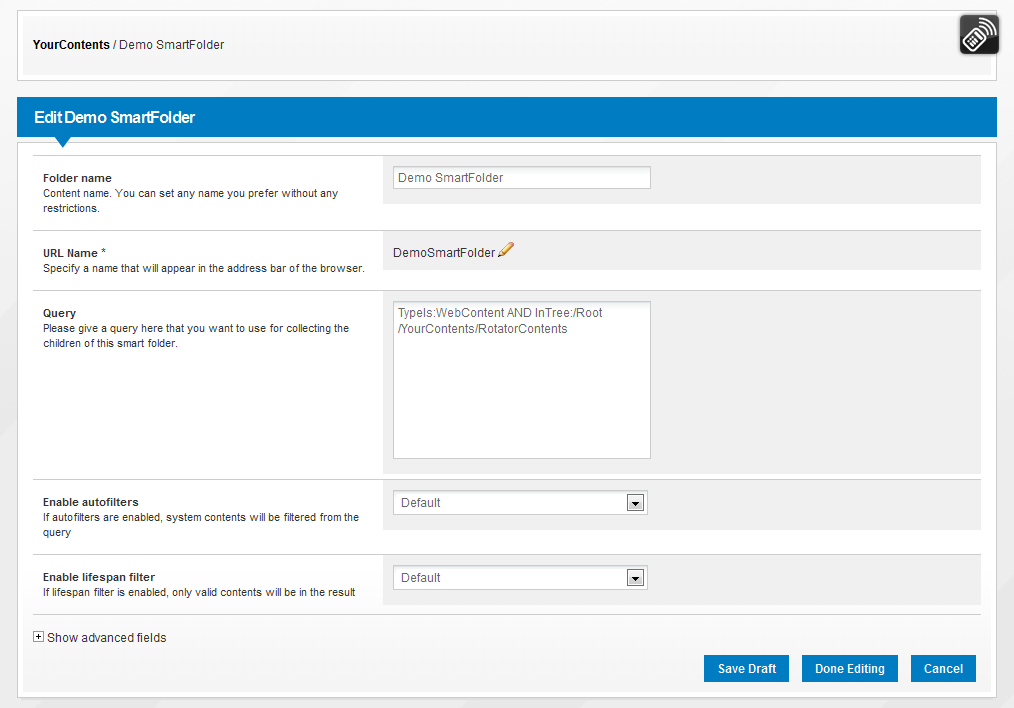 YourContents / Demo SmartFolder
Edit Demo SmartFolder
Folder name
Content name. You can set any name you prefer without any
restrictions.
Demo SmartFolder
URL Name *
Specify a name that will appear in the address bar of the browser.
DemoSmartFolder
Query
Please give a query here that you want to use for collecting the
children of this smart folder.
TypeIs:WebContent AND InTree:/Root
/YourContents/RotatorContents
Enable autofilters
If autofilters are enabled, system contents will be filtered from the
query
Default
Enable lifespan filter
If lifespan filter is enabled, only valid contents will be in the result
Default
Show advanced fields
Save Draft
Done Editing
Cancel